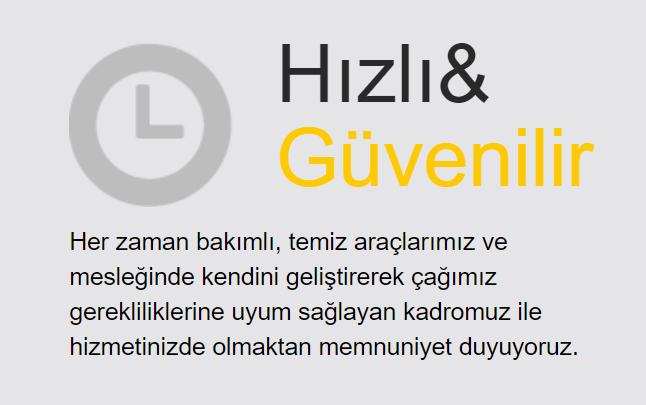 Hızlı&
Güvenilir
Her zaman bakımlı, temiz araçlarımız ve
mesleğinde kendini geliştirerek çağımız
gerekliliklerine uyum sağlayan kadromuz ile
hizmetinizde olmaktan memnuniyet duyuyoruz.